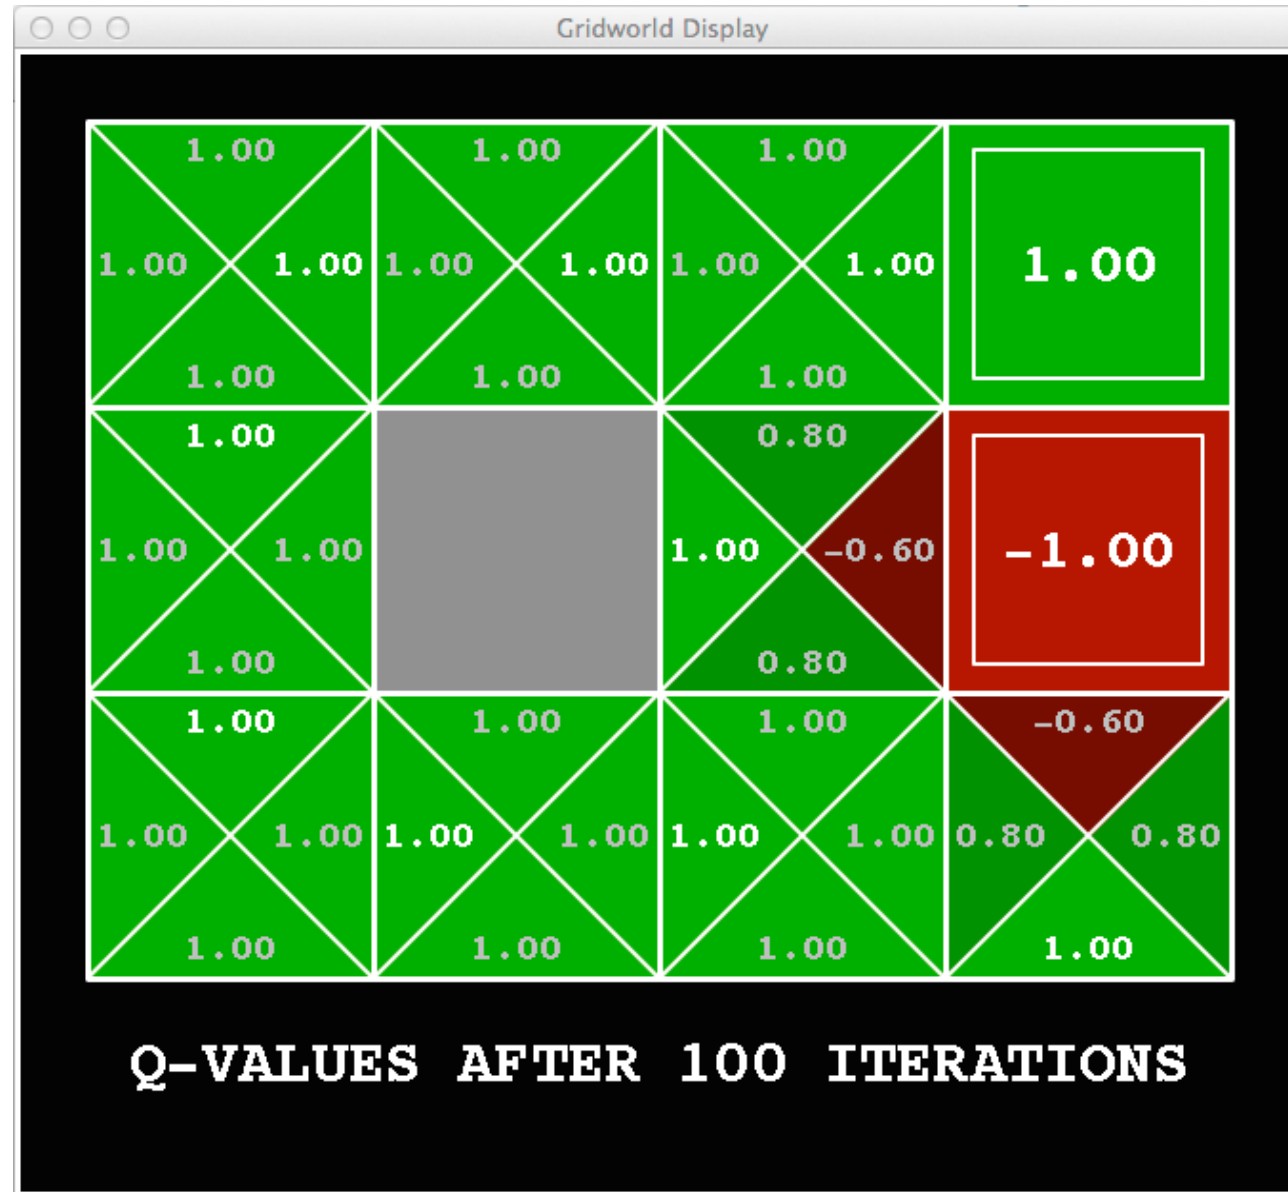 Gridworld Display
1.00 1.00 1.00
1.00 1.00 1.00 1.00 1.00 1.00 1.00
1.00 1.00 1.00
1.00 0.80
1.00 1.00 1.00 -0.60 -1.00
1.00 0.80
1.00 1.00 1.00 -0.60
1.00 1.00 1.00 1.00 1.00 1.00 0.80 0.80
1.00 1.00 1.00 1.00
Q-VALUES AFTER 100 ITERATIONS